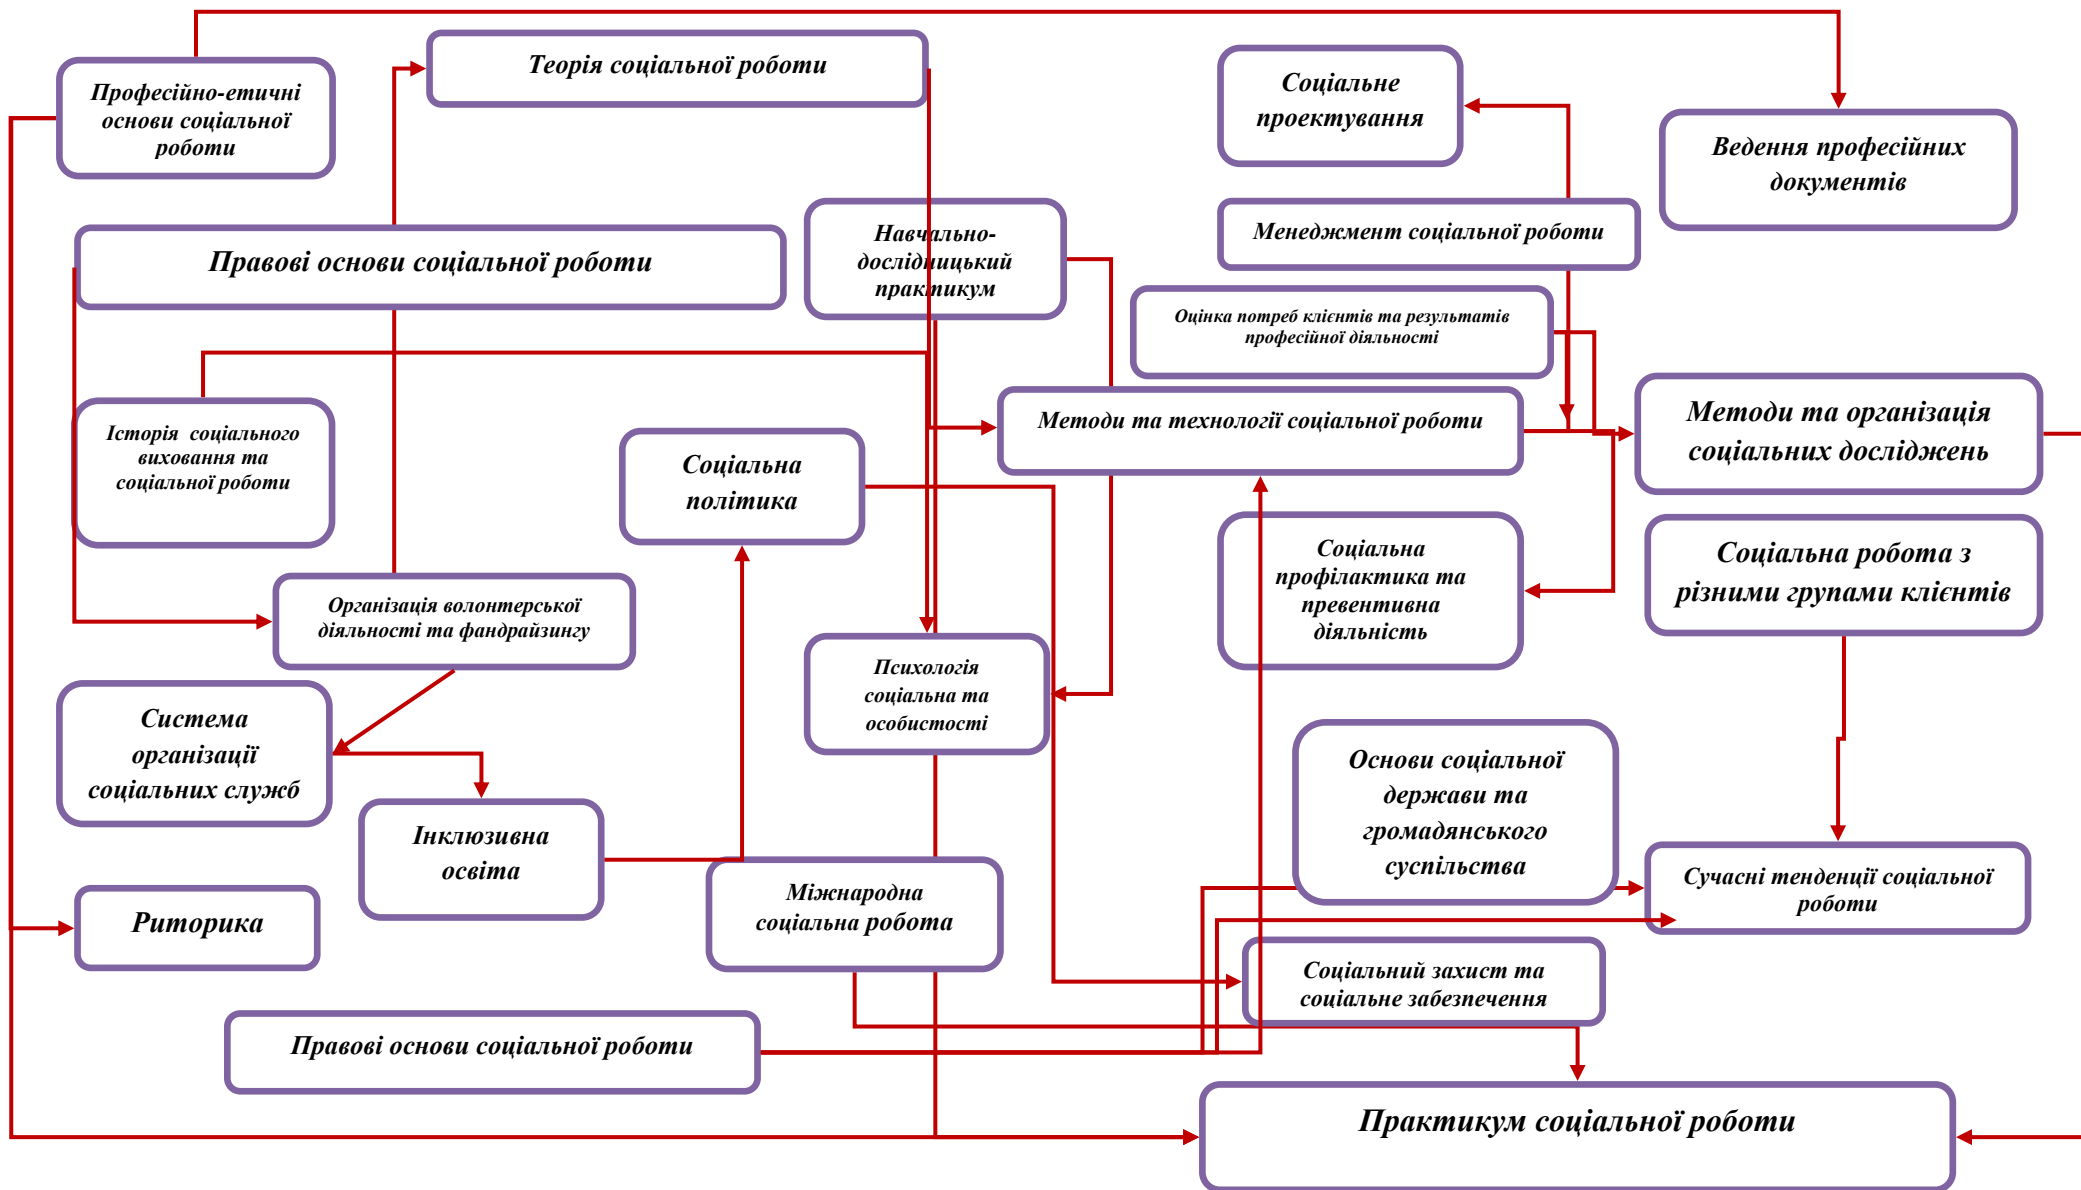 Професійно-етичні
основи соціальної
роботи
Теорія соціальної роботи
Соціальне
проектування
Ведення професійних
документів
Правові основи соціальної роботи
Навчально-
дослідницький
практикум
Менеджмент соціальної роботи
Оцінка потреб клієнтів та результатів
професійної діяльності
Історія соціального
виховання та
соціальної роботи
Соціальна
політика
Методи та технології соціальної роботи
Методи та організація
соціальних досліджень
Соціальна
профілактика та
превентивна
діяльність
Соціальна робота з
різними групами клієнтів
Організація волонтерської
діяльності та фандрайзингу
Система
організації
соціальних служб
Психологія
соціальна та
особистості
Основи соціальної
держави та
громадянського
суспільства
Інклюзивна
освіта
Міжнародна
соціальна робота
Сучасні тенденції соціальної
роботи
Риторика
Соціальний захист та
соціальне забезпечення
Правові основи соціальної роботи
Практикум соціальної роботи